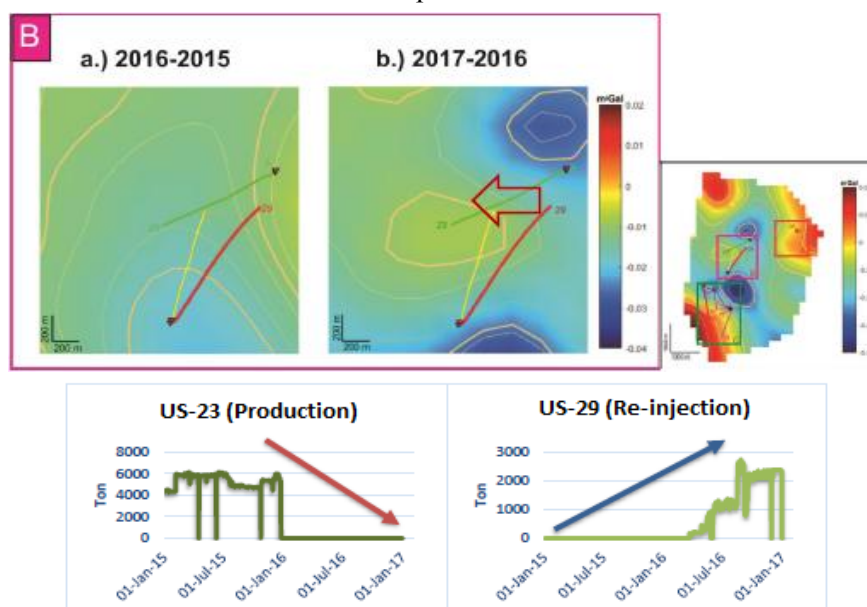 B
a.) 2016-2015
b.) 2017-2016
29
200 m
200 m
29
200 m
200 m
mGal
0.02
0.01
0
-0.01
-0.02
-0.03
-0.04
mGal
US-23 (Production)
8000
6000
4000
2000
0
Ton
01-Jan-15
01-Jul-15
01-Jan-16
01-Jul-16
01-Jan-17
US-29 (Re-injection)
3000
2000
1000
0
Ton
01-Jan-15
01-Jul-15
01-Jan-16
01-Jul-16
01-Jan-17